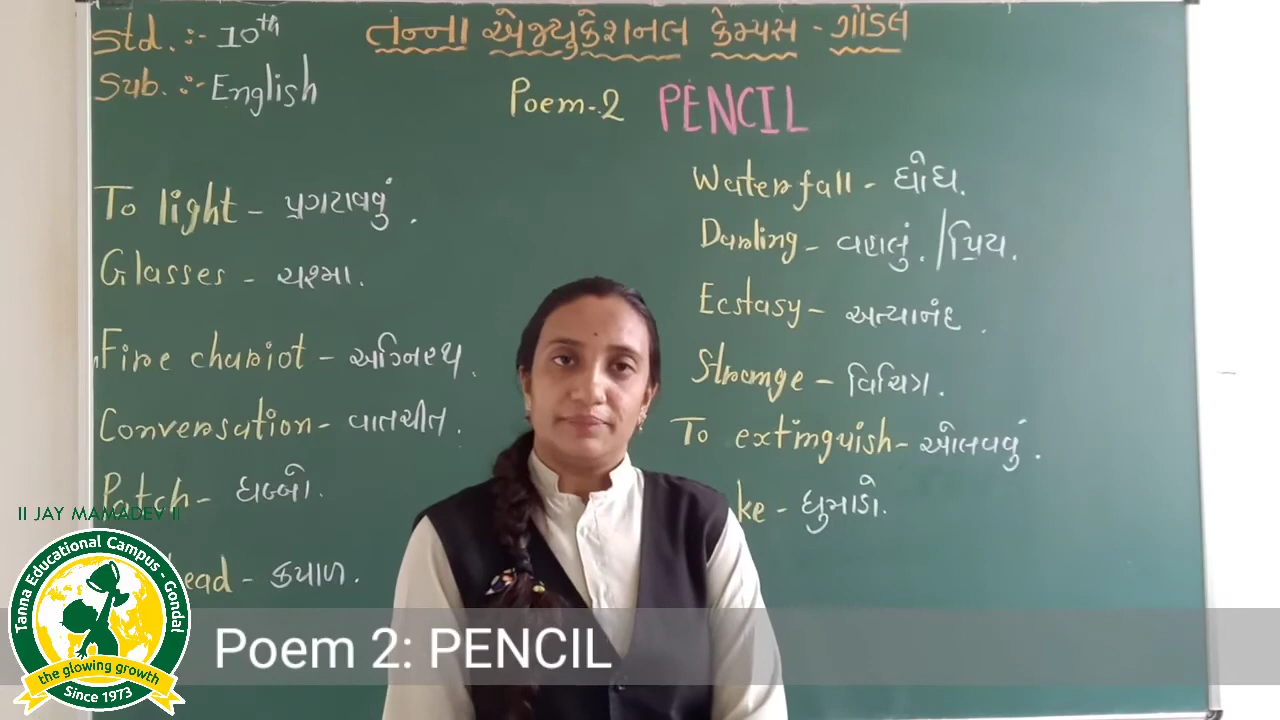 Std. :- 10th
તન્ના એજ્યુકેશનલ કેમ્પસ - ગોંડલ
Sub. :- English
Poem-2 PENCIL
To light - પ્રગટાવવું.
Glasses - ચશ્મા.
Fire chariot - અગ્નિરથ.
Conversation - વાતચીત.
Patch - ધબ્બો.
ead - કપાળ.
Waterfall - ધોધ.
Darling - વહાલું. / પ્રિય.
Ecstasy - અત્યાનંદ.
Strange - વિચિત્ર.
To extinguish - ઓલવવું.
ke - ધુમાડો.
II JAY MAMADEV II
Tanna Educational Campus - Gondal
the glowing growth
Since 1973
Poem 2: PENCIL